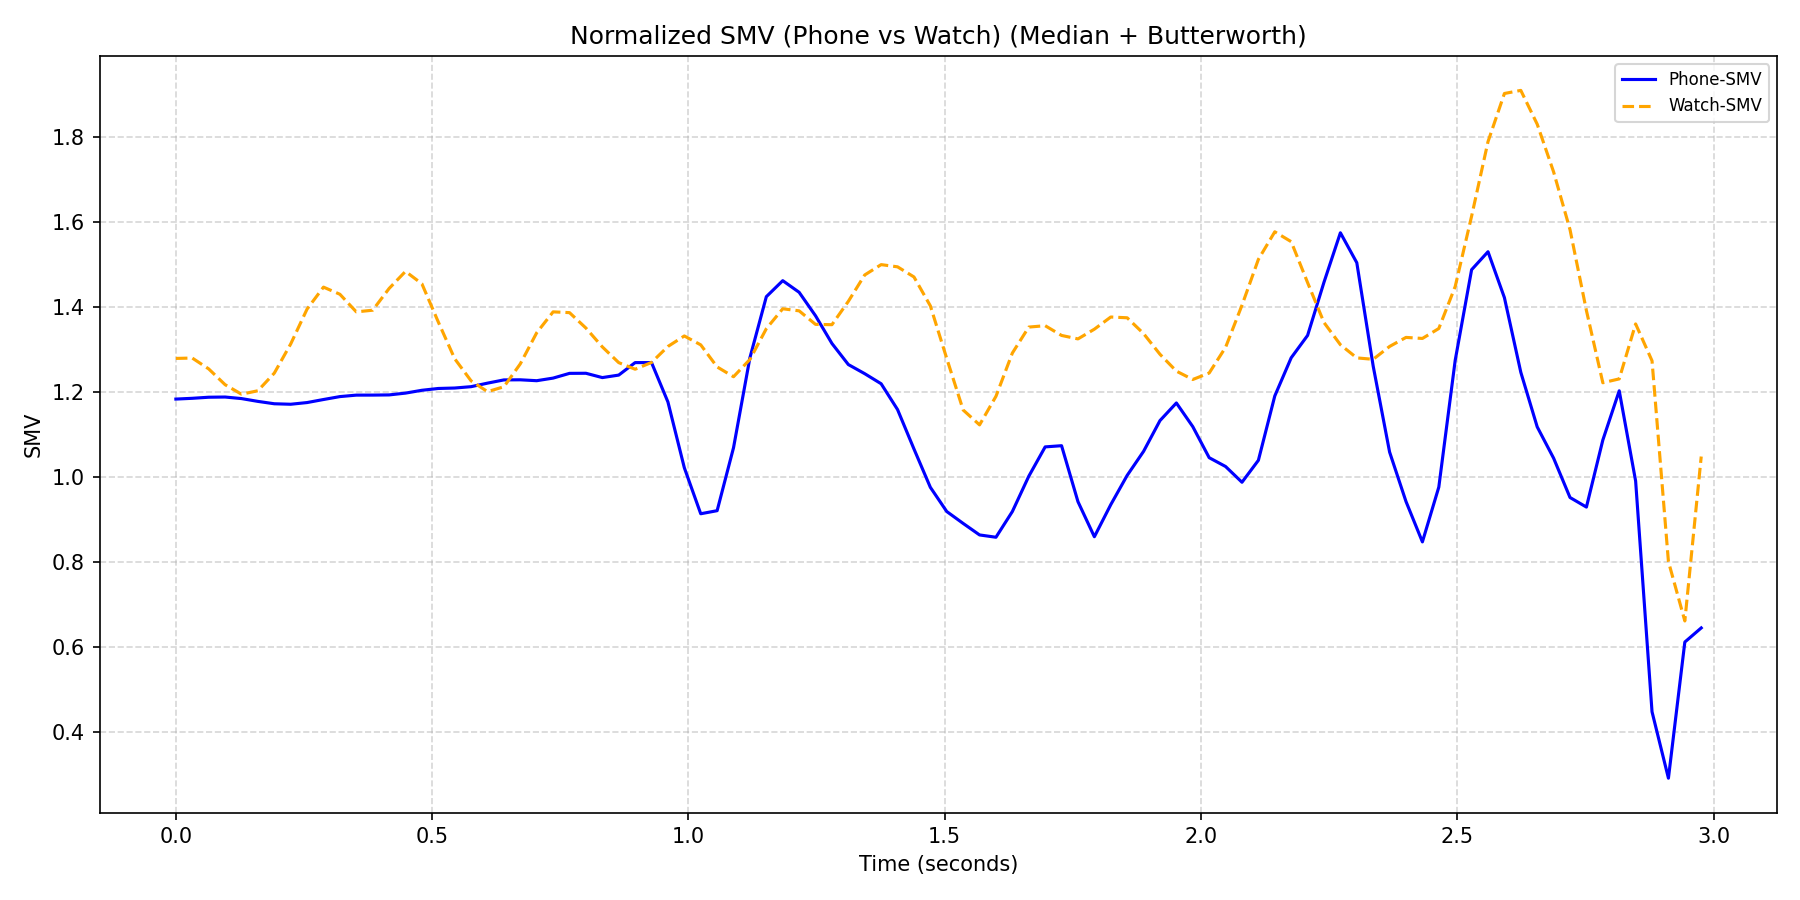 Normalized SMV (Phone vs Watch) (Median + Butterworth)
Phone-SMV
Watch-SMV
1.8
1.6
1.4
1.2
1.0
0.8
0.6
0.4
SMV
0.0 0.5 1.0 1.5 2.0 2.5 3.0
Time (seconds)